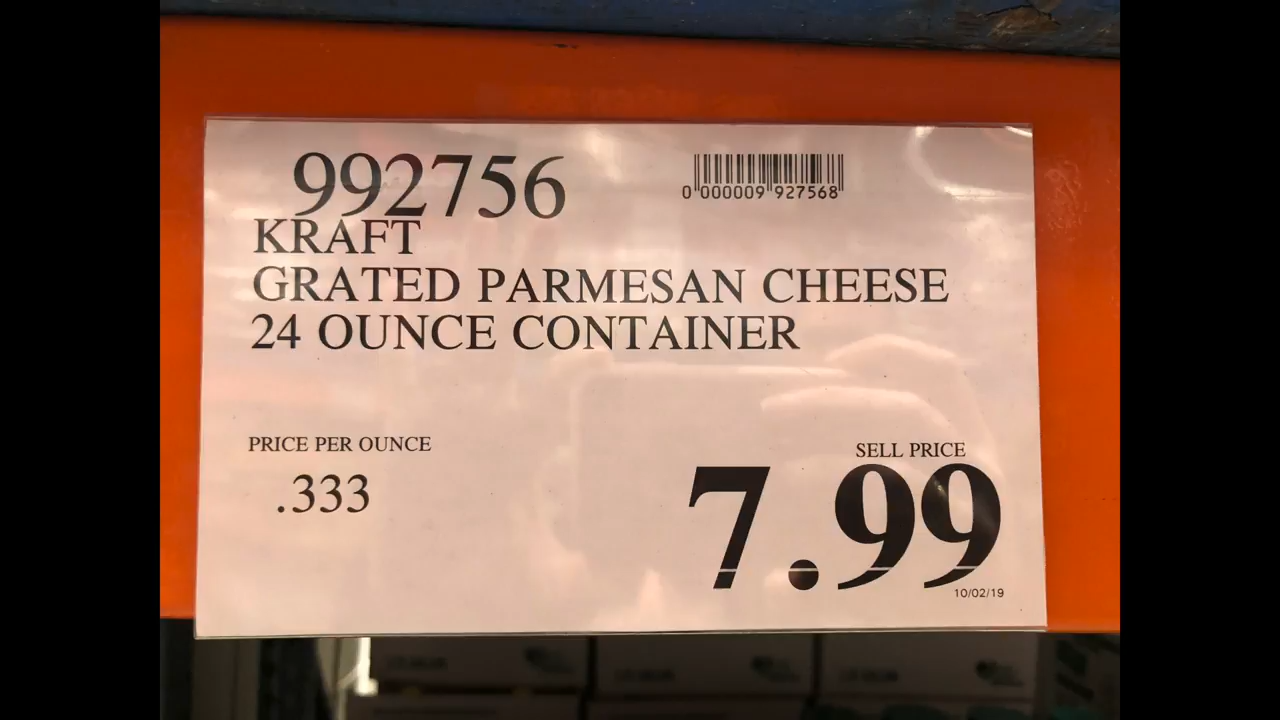 992756
0 000009 927568
KRAFT
GRATED PARMESAN CHEESE
24 OUNCE CONTAINER
PRICE PER OUNCE
.333
SELL PRICE
7.99
10/02/19